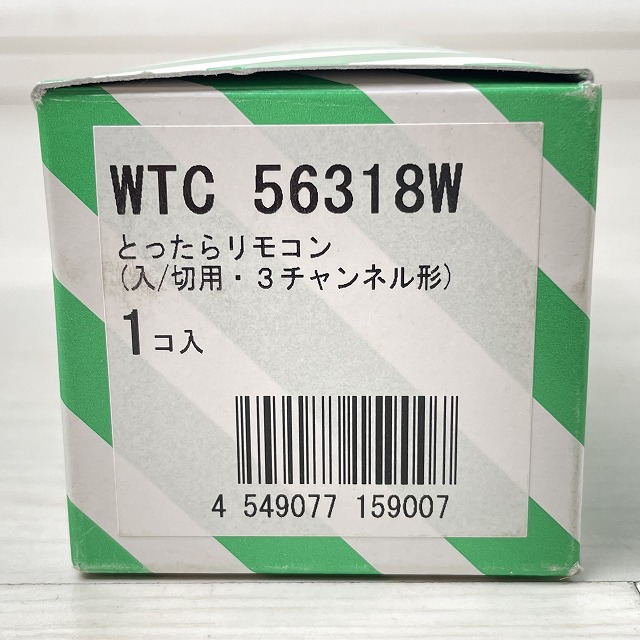 WTC 56318W
とったらリモコン
(入/切用・3チャンネル形)
1コ入
4 549077 159007